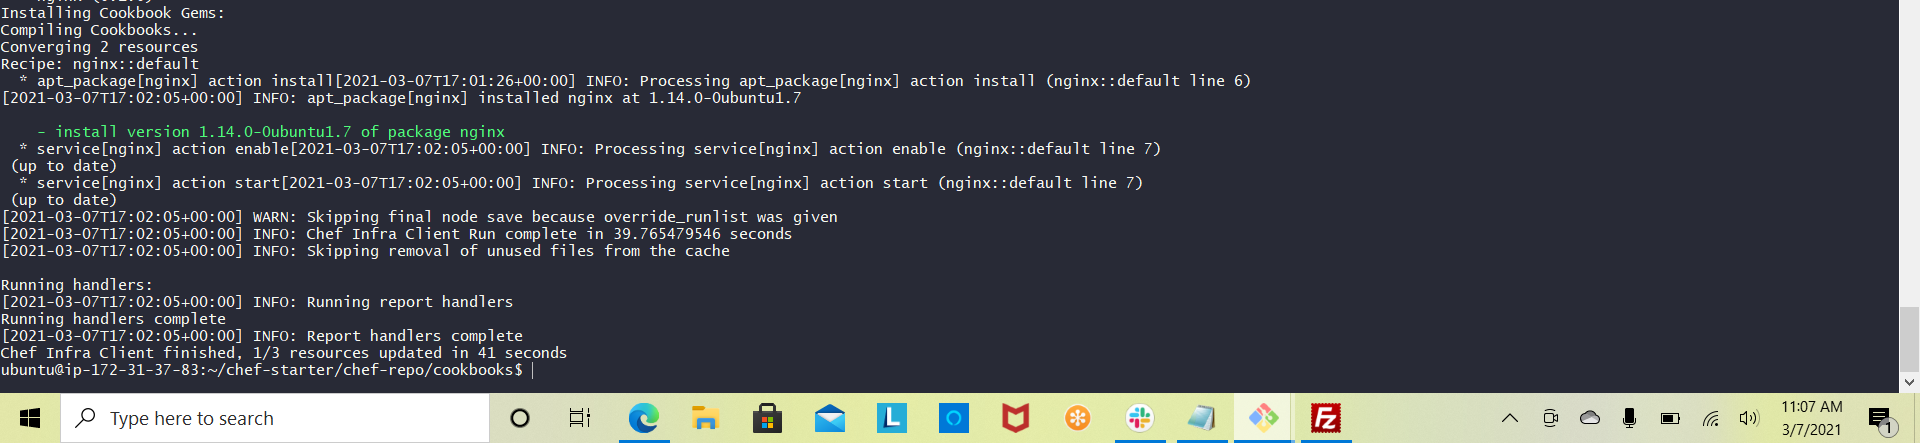 Installing Cookbook Gems:
Compiling Cookbooks...
Converging 2 resources
Recipe: nginx::default
  * apt_package[nginx] action install[2021-03-07T17:01:26+00:00] INFO: Processing apt_package[nginx] action install (nginx::default line 6)
[2021-03-07T17:02:05+00:00] INFO: apt_package[nginx] installed nginx at 1.14.0-0ubuntu1.7
    - install version 1.14.0-0ubuntu1.7 of package nginx
  * service[nginx] action enable[2021-03-07T17:02:05+00:00] INFO: Processing service[nginx] action enable (nginx::default line 7)
 (up to date)
  * service[nginx] action start[2021-03-07T17:02:05+00:00] INFO: Processing service[nginx] action start (nginx::default line 7)
 (up to date)
[2021-03-07T17:02:05+00:00] WARN: Skipping final node save because override_runlist was given
[2021-03-07T17:02:05+00:00] INFO: Chef Infra Client Run complete in 39.765479546 seconds
[2021-03-07T17:02:05+00:00] INFO: Skipping removal of unused files from the cache
Running handlers:
[2021-03-07T17:02:05+00:00] INFO: Running report handlers
Running handlers complete
[2021-03-07T17:02:05+00:00] INFO: Report handlers complete
Chef Infra Client finished, 1/3 resources updated in 41 seconds
ubuntu@ip-172-31-37-83:~/chef-starter/chef-repo/cookbooks$
Type here to search
L
Fz
11:07 AM
3/7/2021
1